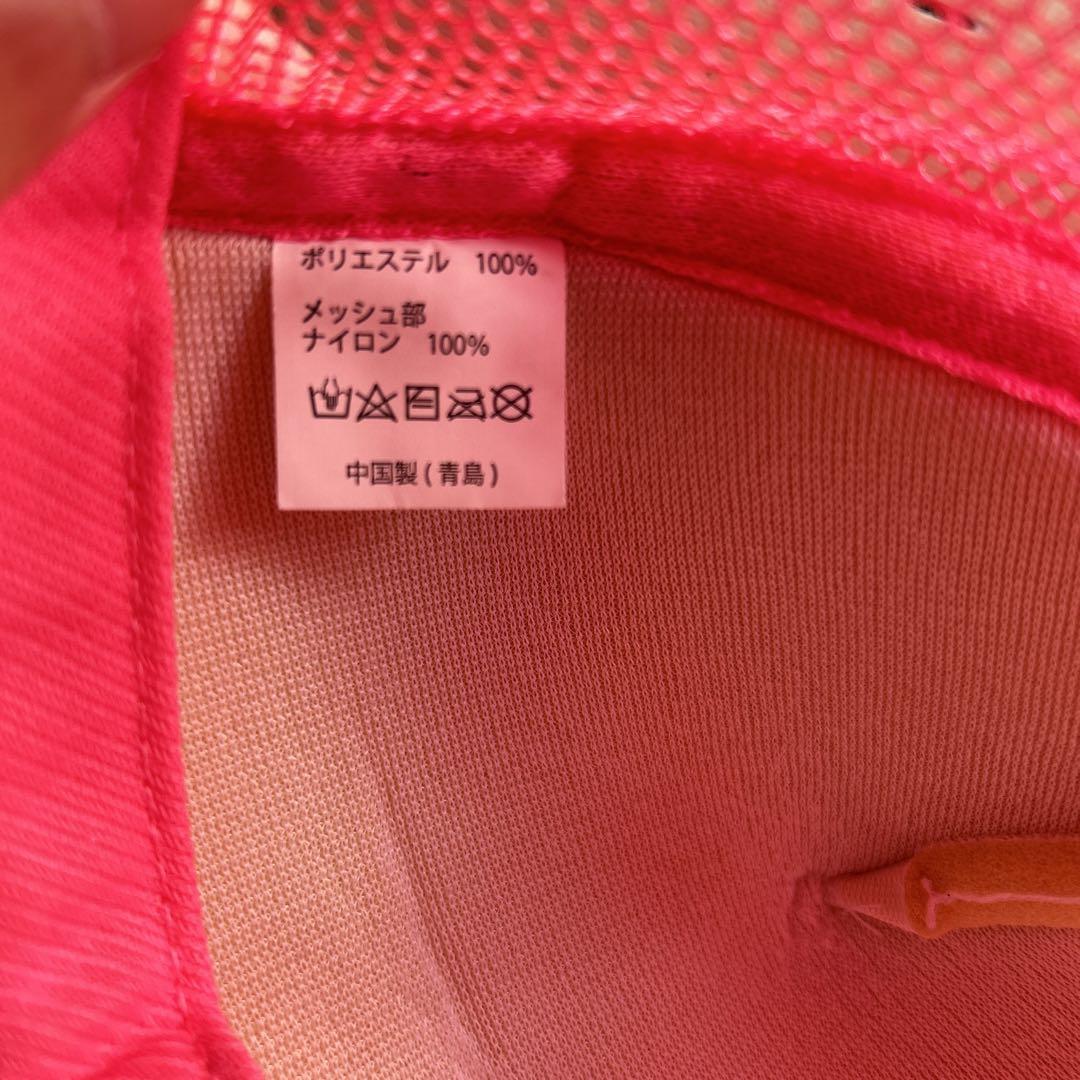 ポリエステル 100%
メッシュ部
ナイロン 100%
中国製 ( 青島 )